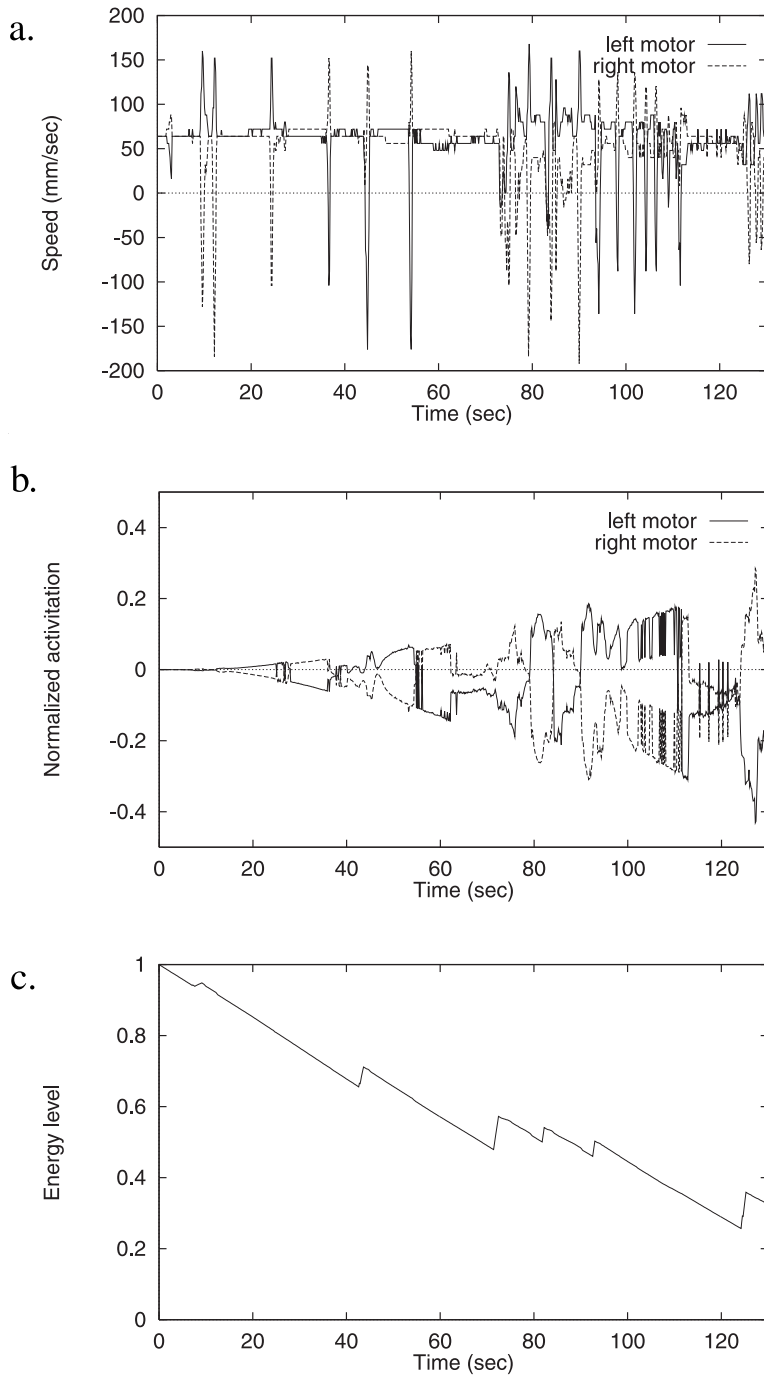 a.
200
150
100
50
0
-50
-100
-150
-200
Speed (mm/sec)
left motor
right motor
0 20 40 60 80 100 120
Time (sec)
b.
0.4
0.2
0
-0.2
-0.4
Normalized activitation
left motor
right motor
0 20 40 60 80 100 120
Time (sec)
c.
1
0.8
0.6
0.4
0.2
0
Energy level
0 20 40 60 80 100 120
Time (sec)